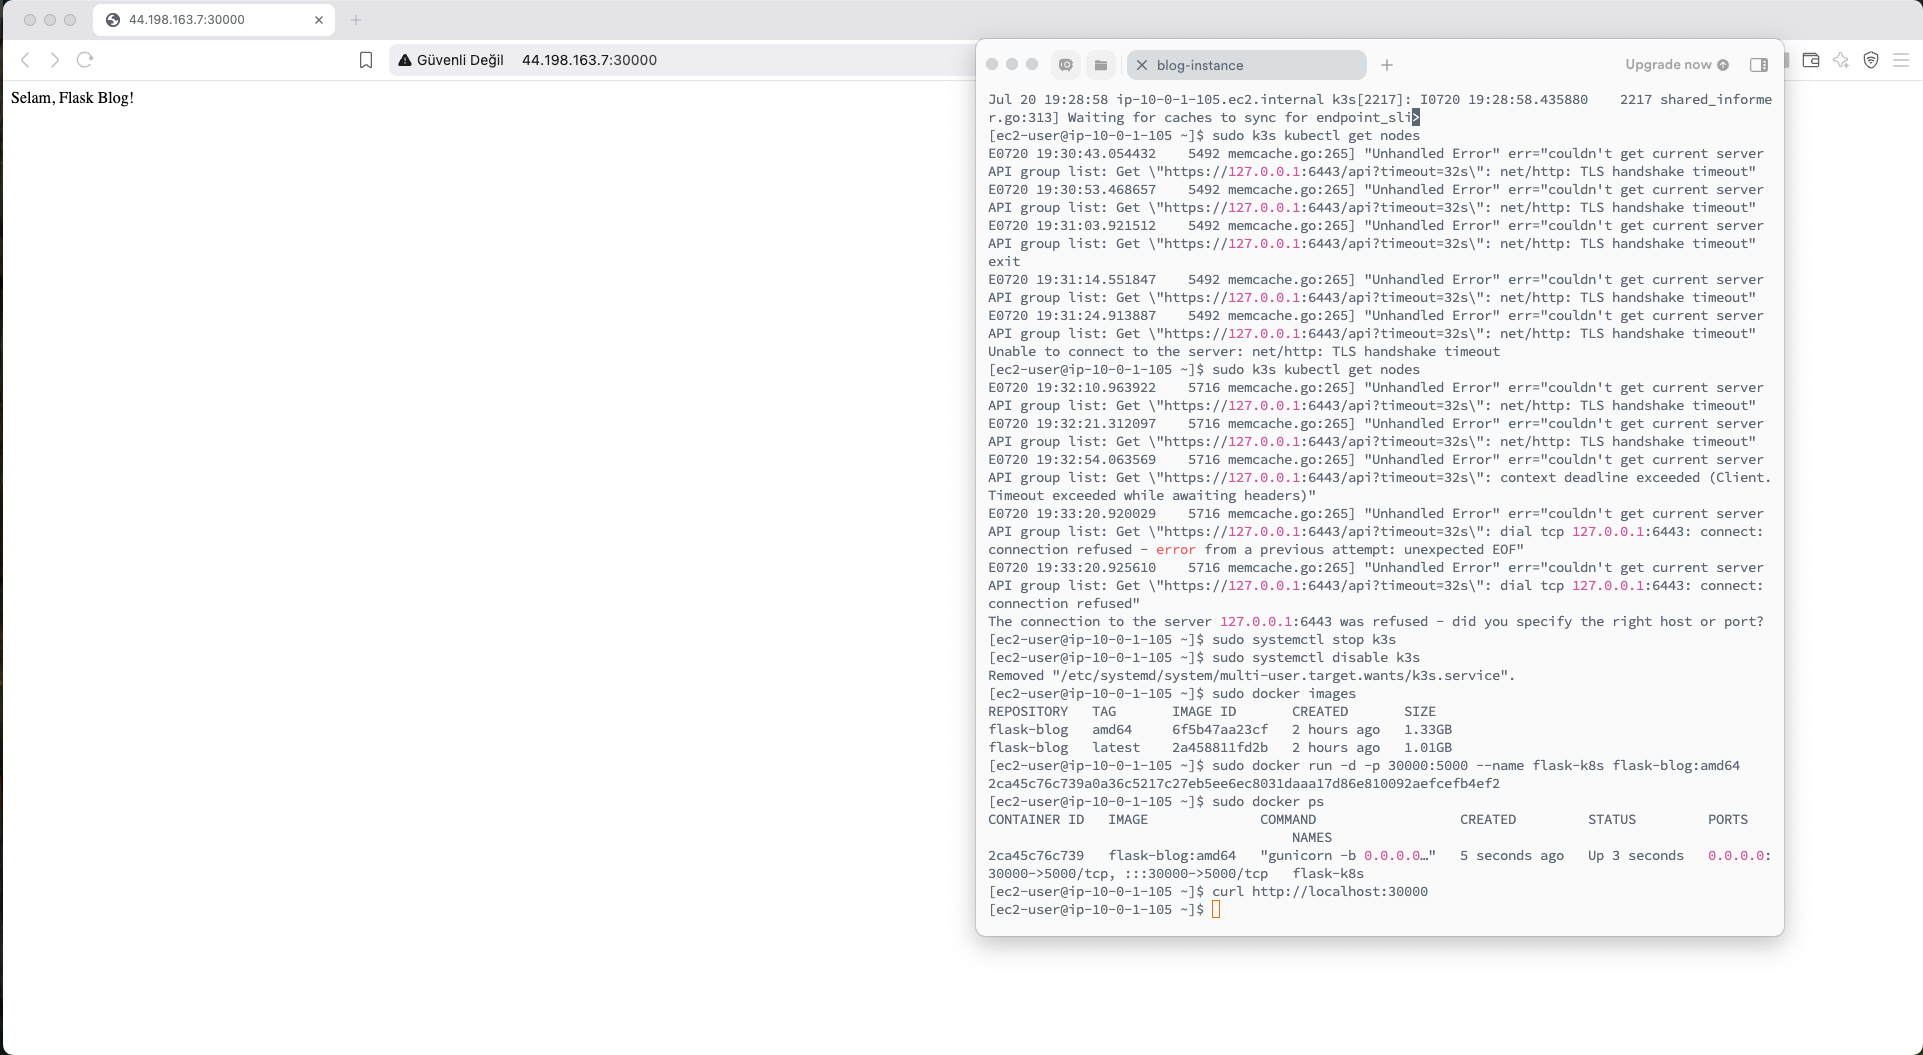 44.198.163.7:30000
Güvenli Değil 44.198.163.7:30000
Selam, Flask Blog!
blog-instance
Upgrade now
Jul 20 19:28:58 ip-10-0-1-105.ec2.internal k3s[2217]: I0720 19:28:58.435880    2217 shared_informe
r.go:313] Waiting for caches to sync for endpoint_sli>
[ec2-user@ip-10-0-1-105 ~]$ sudo k3s kubectl get nodes
E0720 19:30:43.054432    5492 memcache.go:265] "Unhandled Error" err="couldn't get current server
API group list: Get \"https://127.0.0.1:6443/api?timeout=32s\": net/http: TLS handshake timeout"
E0720 19:30:53.468657    5492 memcache.go:265] "Unhandled Error" err="couldn't get current server
API group list: Get \"https://127.0.0.1:6443/api?timeout=32s\": net/http: TLS handshake timeout"
E0720 19:31:03.921512    5492 memcache.go:265] "Unhandled Error" err="couldn't get current server
API group list: Get \"https://127.0.0.1:6443/api?timeout=32s\": net/http: TLS handshake timeout"
exit
E0720 19:31:14.551847    5492 memcache.go:265] "Unhandled Error" err="couldn't get current server
API group list: Get \"https://127.0.0.1:6443/api?timeout=32s\": net/http: TLS handshake timeout"
E0720 19:31:24.913887    5492 memcache.go:265] "Unhandled Error" err="couldn't get current server
API group list: Get \"https://127.0.0.1:6443/api?timeout=32s\": net/http: TLS handshake timeout"
Unable to connect to the server: net/http: TLS handshake timeout
[ec2-user@ip-10-0-1-105 ~]$ sudo k3s kubectl get nodes
E0720 19:32:10.963922    5716 memcache.go:265] "Unhandled Error" err="couldn't get current server
API group list: Get \"https://127.0.0.1:6443/api?timeout=32s\": net/http: TLS handshake timeout"
E0720 19:32:21.312097    5716 memcache.go:265] "Unhandled Error" err="couldn't get current server
API group list: Get \"https://127.0.0.1:6443/api?timeout=32s\": net/http: TLS handshake timeout"
E0720 19:32:54.063569    5716 memcache.go:265] "Unhandled Error" err="couldn't get current server
API group list: Get \"https://127.0.0.1:6443/api?timeout=32s\": context deadline exceeded (Client.
Timeout exceeded while awaiting headers)"
E0720 19:33:20.920029    5716 memcache.go:265] "Unhandled Error" err="couldn't get current server
API group list: Get \"https://127.0.0.1:6443/api?timeout=32s\": dial tcp 127.0.0.1:6443: connect:
connection refused - error from a previous attempt: unexpected EOF"
E0720 19:33:20.925610    5716 memcache.go:265] "Unhandled Error" err="couldn't get current server
API group list: Get \"https://127.0.0.1:6443/api?timeout=32s\": dial tcp 127.0.0.1:6443: connect:
connection refused"
The connection to the server 127.0.0.1:6443 was refused - did you specify the right host or port?
[ec2-user@ip-10-0-1-105 ~]$ sudo systemctl stop k3s
[ec2-user@ip-10-0-1-105 ~]$ sudo systemctl disable k3s
Removed "/etc/systemd/system/multi-user.target.wants/k3s.service".
[ec2-user@ip-10-0-1-105 ~]$ sudo docker images
REPOSITORY   TAG       IMAGE ID       CREATED       SIZE
flask-blog   amd64     6f5b47aa23cf   2 hours ago   1.33GB
flask-blog   latest    2a458811fd2b   2 hours ago   1.01GB
[ec2-user@ip-10-0-1-105 ~]$ sudo docker run -d -p 30000:5000 --name flask-k8s flask-blog:amd64
2ca45c76c739a0a36c5217c27eb5ee6ec8031daaa17d86e810092aefcefb4ef2
[ec2-user@ip-10-0-1-105 ~]$ sudo docker ps
CONTAINER ID   IMAGE              COMMAND                  CREATED         STATUS         PORTS
NAMES
2ca45c76c739   flask-blog:amd64   "gunicorn -b 0.0.0.0…"   5 seconds ago   Up 3 seconds   0.0.0.0:
30000->5000/tcp, :::30000->5000/tcp   flask-k8s
[ec2-user@ip-10-0-1-105 ~]$ curl http://localhost:30000
[ec2-user@ip-10-0-1-105 ~]$